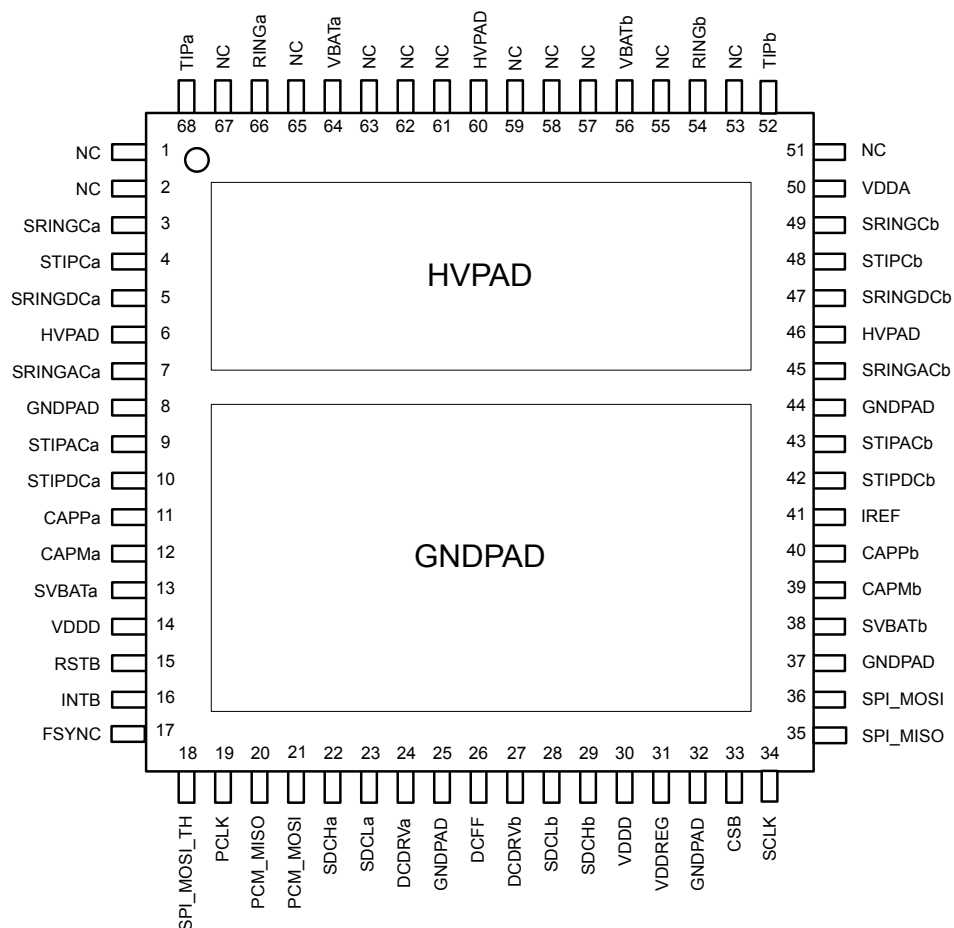 TIPa NC RINGa NC VBATa NC NC NC HVPAD NC NC NC VBATb NC RINGb NC TIPb
68 67 66 65 64 63 62 61 60 59 58 57 56 55 54 53 52
NC 1 51 NC
NC 2 50 VDDA
SRINGCa 3 49 SRINGCb
STIPCa 4 48 STIPCb
HVPAD
SRINGDCa 5 47 SRINGDCb
HVPAD 6 46 HVPAD
SRINGACa 7 45 SRINGACb
GNDPAD 8 44 GNDPAD
STIPACa 9 43 STIPACb
STIPDCa 10 42 STIPDCb
CAPPa 11 41 IREF
GNDPAD
CAPMa 12 40 CAPPb
SVBATa 13 39 CAPMb
VDDD 14 38 SVBATb
RSTB 15 37 GNDPAD
INTB 16 36 SPI_MOSI
FSYNC 17 35 SPI_MISO
18 19 20 21 22 23 24 25 26 27 28 29 30 31 32 33 34
SPI_MOSI_TH PCLK PCM_MISO PCM_MOSI SDCHa SDCLa DCDRVa GNDPAD DCFF DCDRVb SDCLb SDCHb VDDD VDDREG GNDPAD CSB SCLK